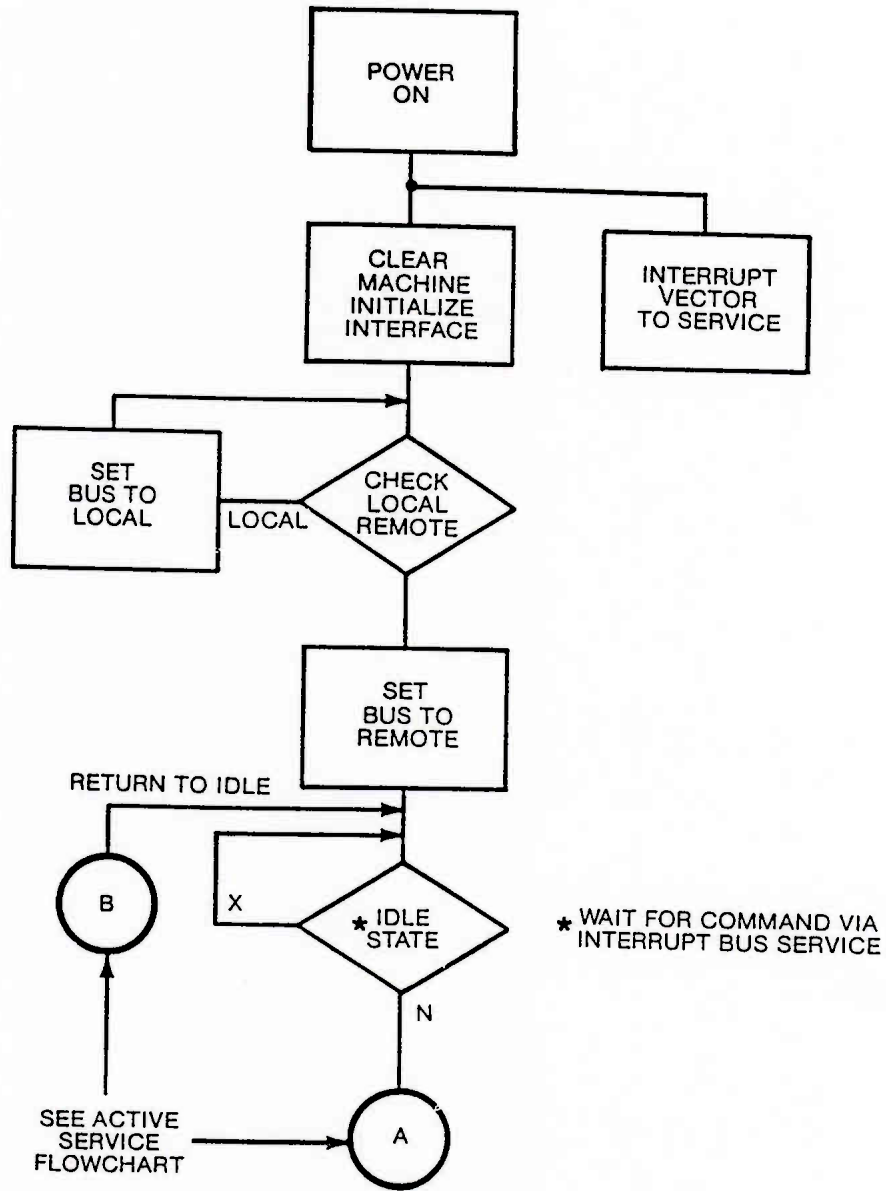 POWER
ON
CLEAR
MACHINE
INITIALIZE
INTERFACE
INTERRUPT
VECTOR
TO SERVICE
SET
BUS TO
LOCAL
LOCAL
CHECK
LOCAL
REMOTE
SET
BUS TO
REMOTE
RETURN TO IDLE
B
X
* IDLE
STATE
* WAIT FOR COMMAND VIA
INTERRUPT BUS SERVICE
N
SEE ACTIVE
SERVICE
FLOWCHART
A